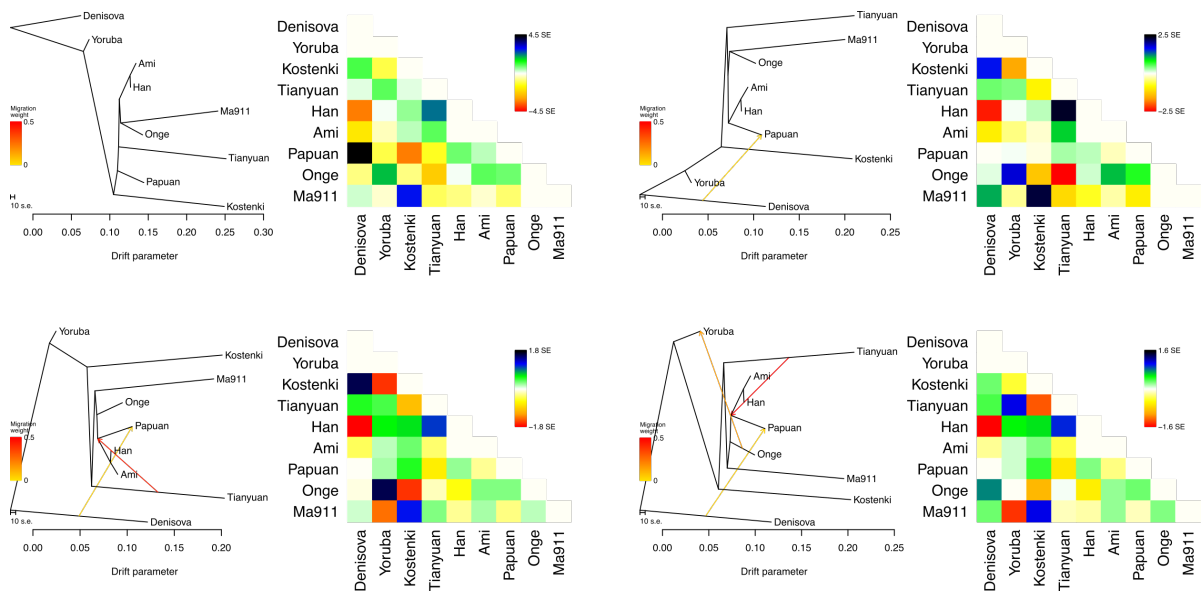 Denisova
Yoruba
Ami
Han
Ma911
Onge
Tianyuan
Papuan
Kostenki
Migration
weight
0.5
0
10 s.e.
0.00 0.05 0.10 0.15 0.20 0.25 0.30
Drift parameter
Denisova
Yoruba
Kostenki
Tianyuan
Han
Ami
Papuan
Onge
Ma911
4.5 SE
−4.5 SE
Denisova Yoruba Kostenki Tianyuan Han Ami Papuan Onge Ma911
Tianyuan
Ma911
Onge
Ami
Han
Papuan
Kostenki
Yoruba
Denisova
Migration
weight
0.5
0
10 s.e.
0.00 0.05 0.10 0.15 0.20 0.25
Drift parameter
Denisova
Yoruba
Kostenki
Tianyuan
Han
Ami
Papuan
Onge
Ma911
2.5 SE
−2.5 SE
Denisova Yoruba Kostenki Tianyuan Han Ami Papuan Onge Ma911
Yoruba
Kostenki
Ma911
Onge
Papuan
Han
Ami
Tianyuan
Denisova
Migration
weight
0.5
0
10 s.e.
0.00 0.05 0.10 0.15 0.20
Drift parameter
Denisova
Yoruba
Kostenki
Tianyuan
Han
Ami
Papuan
Onge
Ma911
1.8 SE
−1.8 SE
Denisova Yoruba Kostenki Tianyuan Han Ami Papuan Onge Ma911
Yoruba
Tianyuan
Ami
Han
Papuan
Onge
Ma911
Kostenki
Denisova
Migration
weight
0.5
0
10 s.e.
0.00 0.05 0.10 0.15 0.20 0.25
Drift parameter
Denisova
Yoruba
Kostenki
Tianyuan
Han
Ami
Papuan
Onge
Ma911
1.6 SE
−1.6 SE
Denisova Yoruba Kostenki Tianyuan Han Ami Papuan Onge Ma911